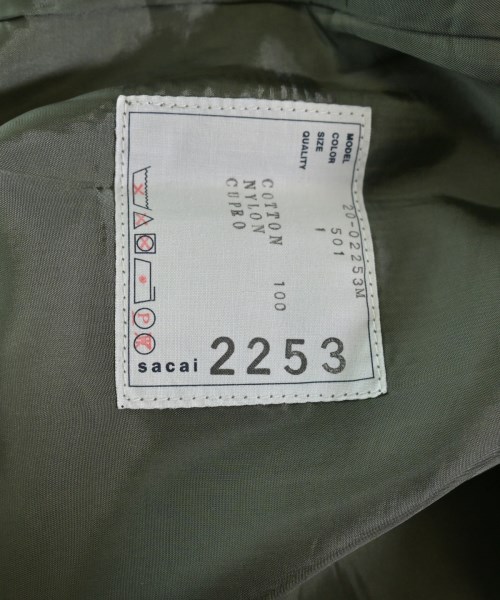 MODEL 20-02253M
COLOR 501
SIZE 1
QUALITY
COTTON 100
NYLON
CUPRO
P
W
sacai 2253